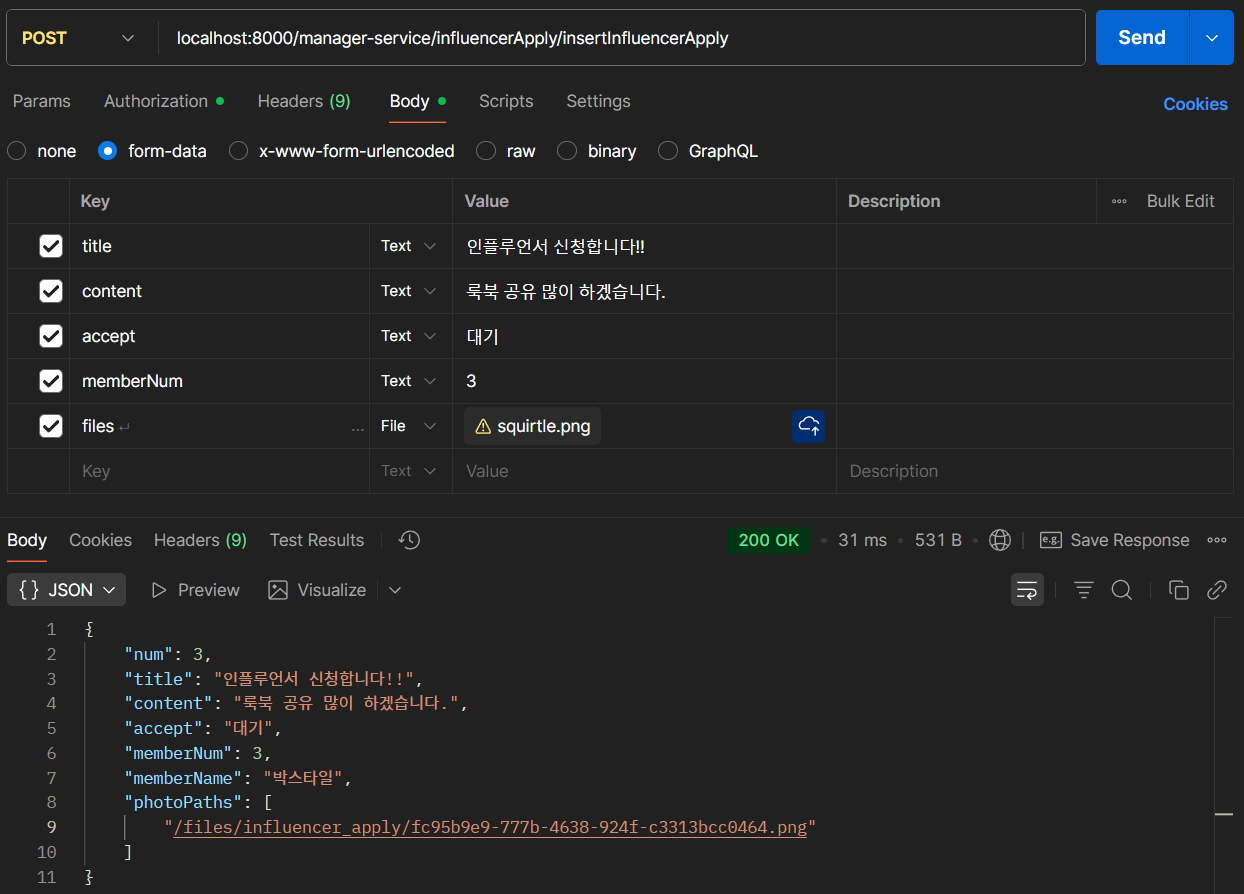 POST localhost:8000/manager-service/influencerApply/insertInfluencerApply Send
Params Authorization Headers (9) Body Scripts Settings Cookies
none form-data x-www-form-urlencoded raw binary GraphQL
Key Value Description Bulk Edit
title Text 인플루언서 신청합니다!!
content Text 룩북 공유 많이 하겠습니다.
accept Text 대기
memberNum Text 3
files File squirtle.png
Key Text Value Description
Body Cookies Headers (9) Test Results 200 OK 31 ms 531 B e.g. Save Response
{} JSON Preview Visualize
1 {
2 "num": 3,
3 "title": "인플루언서 신청합니다!!",
4 "content": "룩북 공유 많이 하겠습니다.",
5 "accept": "대기",
6 "memberNum": 3,
7 "memberName": "박스타일",
8 "photoPaths": [
9 "/files/influencer_apply/fc95b9e9-777b-4638-924f-c3313bcc0464.png"
10 ]
11 }